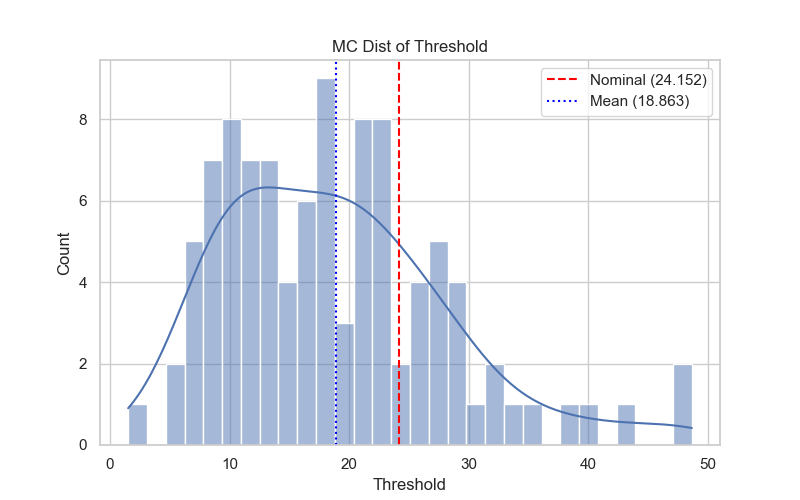 MC Dist of Threshold
Nominal (24.152)
Mean (18.863)
Count
8
6
4
2
0
0 10 20 30 40 50
Threshold